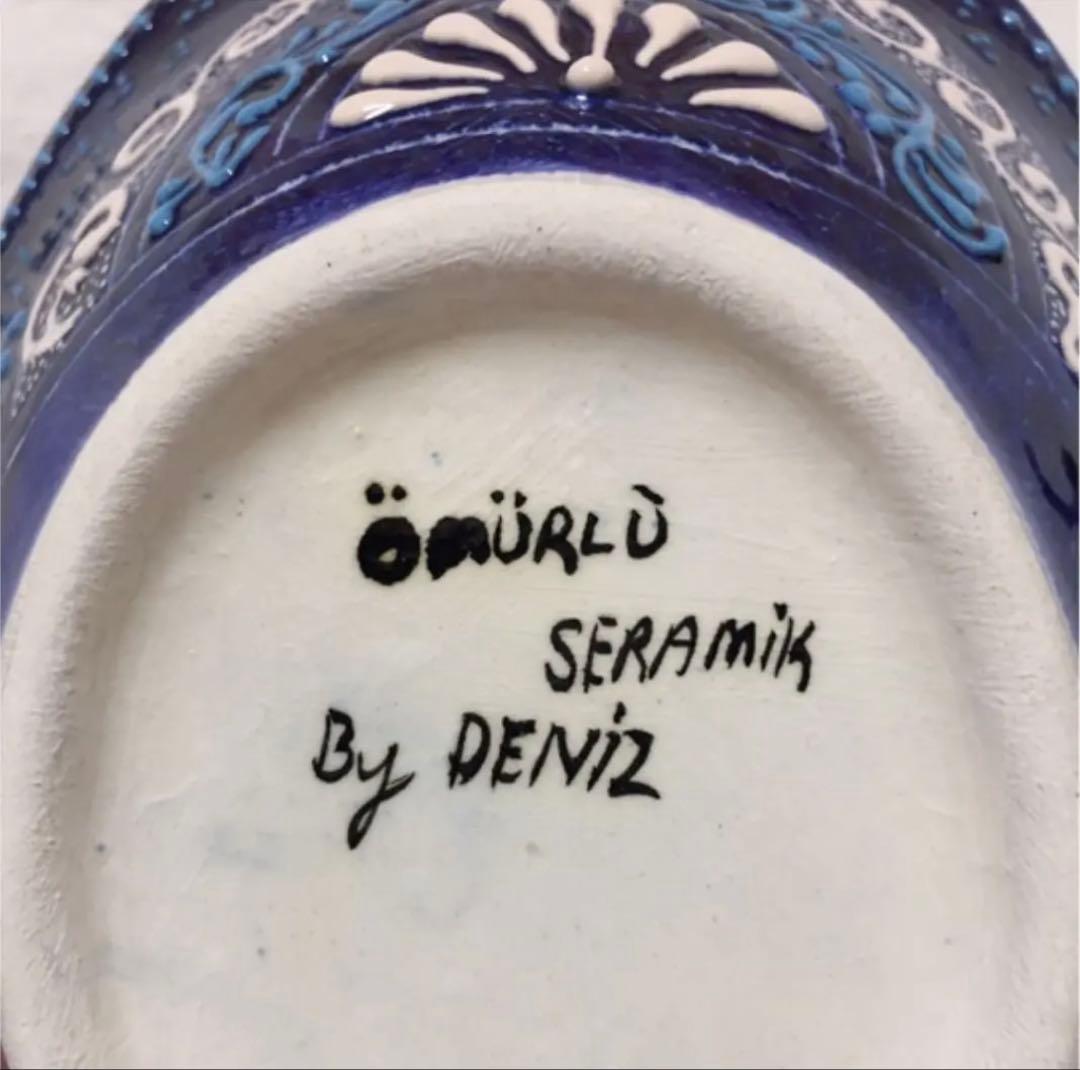 ÖMÜRLÜ
SERAMİK
By DENİZ